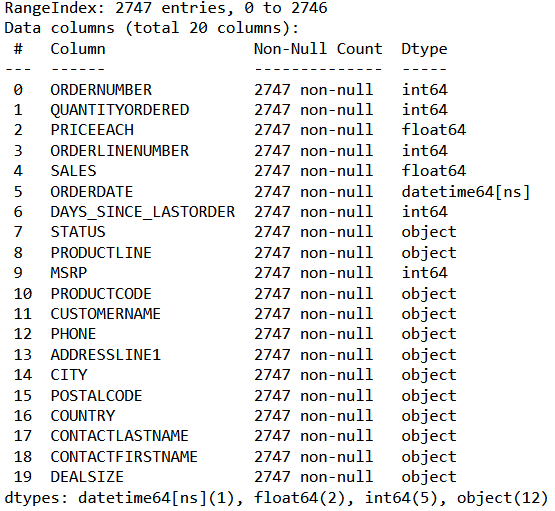 RangeIndex: 2747 entries, 0 to 2746
Data columns (total 20 columns):
 #   Column               Non-Null Count  Dtype
---  ------               --------------  -----
 0   ORDERNUMBER          2747 non-null   int64
 1   QUANTITYORDERED      2747 non-null   int64
 2   PRICEEACH            2747 non-null   float64
 3   ORDERLINENUMBER      2747 non-null   int64
 4   SALES                2747 non-null   float64
 5   ORDERDATE            2747 non-null   datetime64[ns]
 6   DAYS_SINCE_LASTORDER 2747 non-null   int64
 7   STATUS               2747 non-null   object
 8   PRODUCTLINE          2747 non-null   object
 9   MSRP                 2747 non-null   int64
 10  PRODUCTCODE          2747 non-null   object
 11  CUSTOMERNAME         2747 non-null   object
 12  PHONE                2747 non-null   object
 13  ADDRESSLINE1         2747 non-null   object
 14  CITY                 2747 non-null   object
 15  POSTALCODE           2747 non-null   object
 16  COUNTRY              2747 non-null   object
 17  CONTACTLASTNAME      2747 non-null   object
 18  CONTACTFIRSTNAME     2747 non-null   object
 19  DEALSIZE             2747 non-null   object
dtypes: datetime64[ns](1), float64(2), int64(5), object(12)